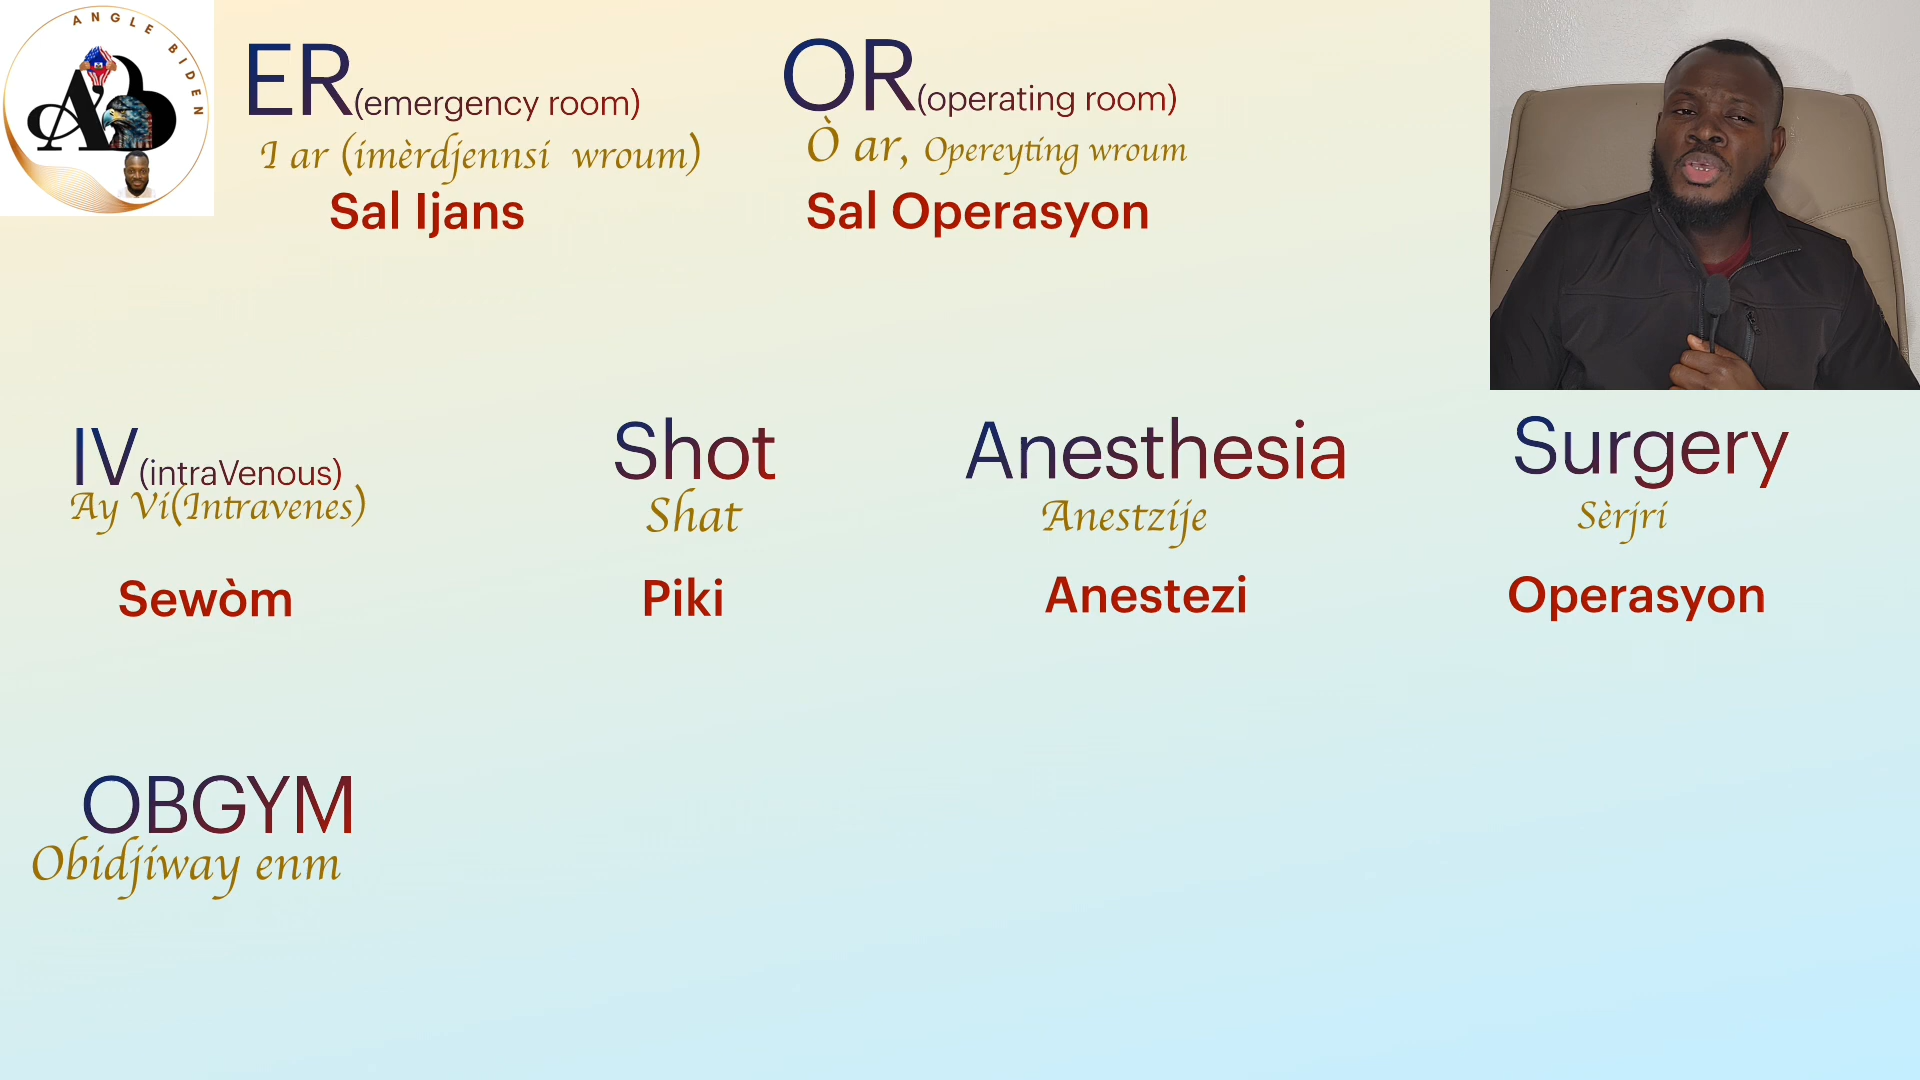 ANGLE BIDEN
AB
ER(emergency room)
I ar (imèrdjennsi wroum)
Sal Ijans
OR(operating room)
Ò ar, Opereyting wroum
Sal Operasyon
IV(intraVenous)
Ay Vi(Intravenes)
Sewòm
Shot
Shat
Piki
Anesthesia
Anestzije
Anestezi
Surgery
Sèrjri
Operasyon
OBGYM
Obidjiway enm